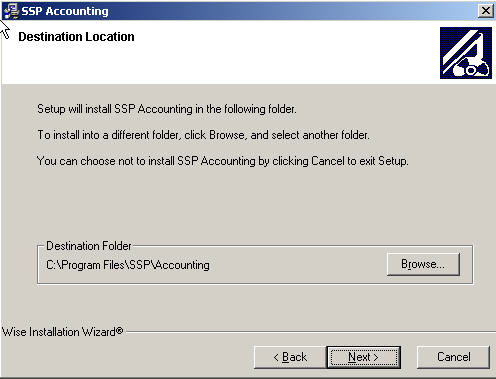 SSP Accounting
Destination Location
Setup will install SSP Accounting in the following folder.
To install into a different folder, click Browse, and select another folder.
You can choose not to install SSP Accounting by clicking Cancel to exit Setup.
Destination Folder
C:\Program Files\SSP\Accounting
Browse...
Wise Installation Wizard®
< Back
Next >
Cancel